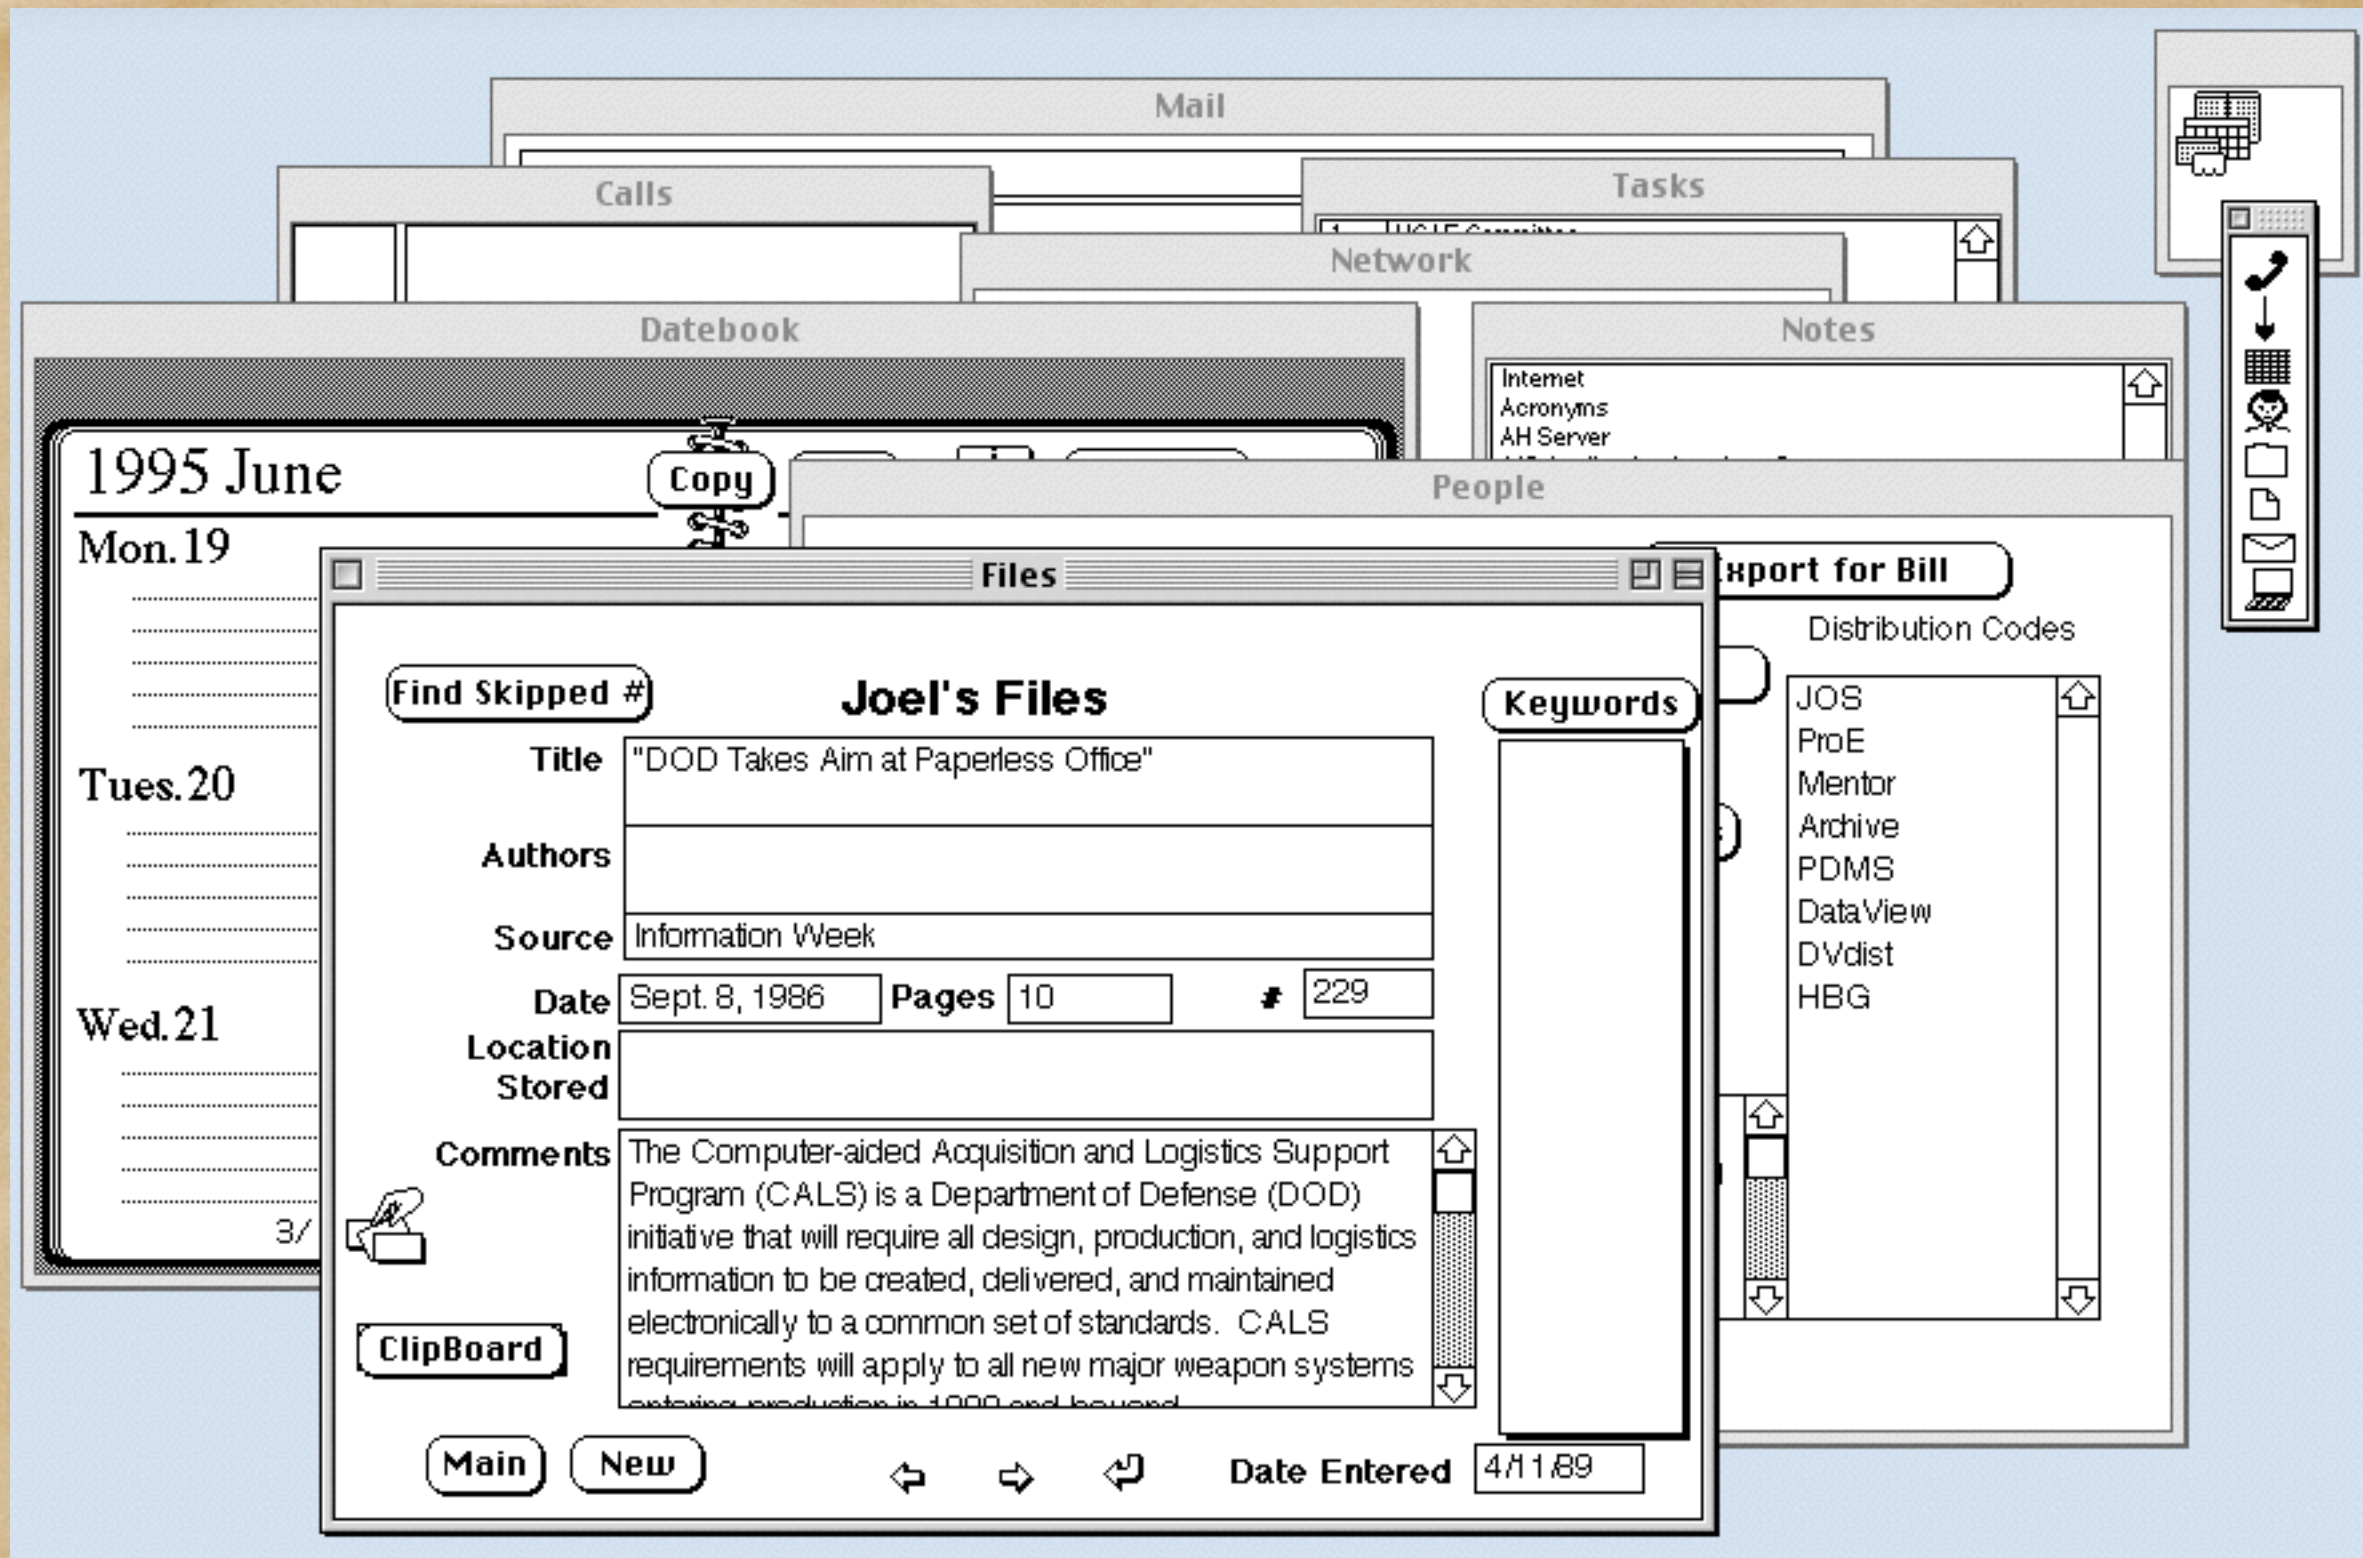 Mail
Calls
Tasks
Network
Datebook
Notes
Internet
Acronyms
AH Server
1995 June
Copy
People
Mon.19
Files
Export for Bill
Distribution Codes
Find Skipped #
Joel's Files
Keywords
JOS
ProE
Mentor
Archive
PDMS
DataView
DVdist
HBG
Title
"DOD Takes Aim at Paperless Office"
Tues.20
Authors
Source
Information Week
Date
Sept. 8, 1986
Pages
10
#
229
Wed.21
Location
Stored
Comments
The Computer-aided Acquisition and Logistics Support
Program (CALS) is a Department of Defense (DOD)
initiative that will require all design, production, and logistics
information to be created, delivered, and maintained
electronically to a common set of standards.  CALS
requirements will apply to all new major weapon systems
entering production in and beyond
3/
ClipBoard
Main
New
Date Entered
4/11/89